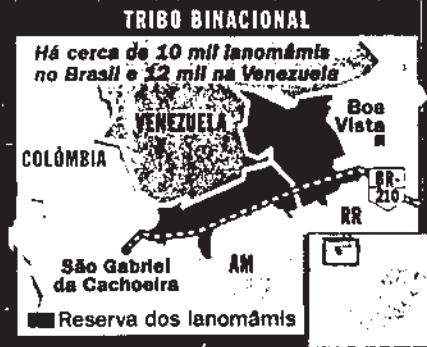 TRIBO BINACIONAL
Há cerca de 10 mil ianomâmis
no Brasil e 12 mil na Venezuela
VENEZUELA
Boa
Vista
COLÔMBIA
BR-
210
RR
São Gabriel
da Cachoeira
AM
Reserva dos Ianomâmis